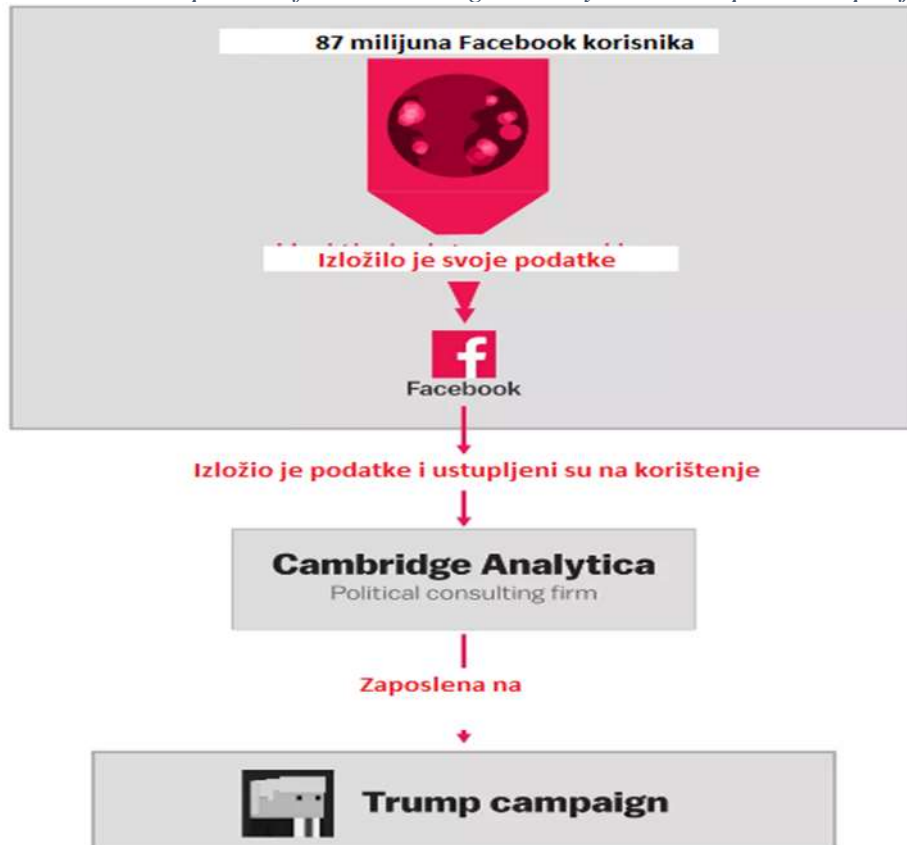 87 milijuna Facebook korisnika
Izložilo je svoje podatke
f
Facebook
Izložio je podatke i ustupljeni su na korištenje
Cambridge Analytica
Political consulting firm
Zaposlena na
Trump campaign